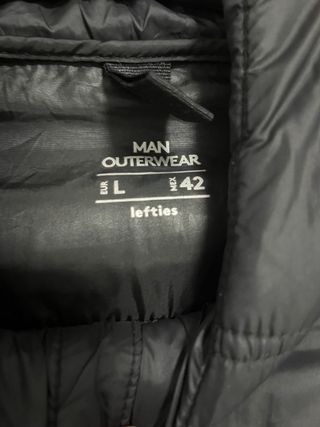 MAN
OUTERWEAR
EUR L MEX 42
lefties